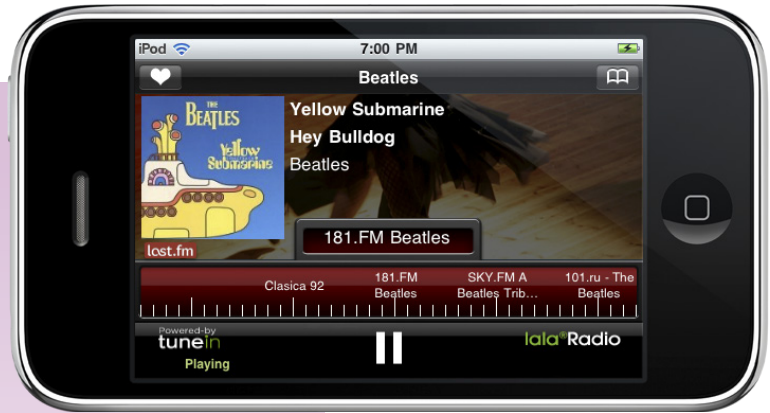 iPod
7:00 PM
Beatles
THE
BEATLES
Yellow
Submarine
Yellow Submarine
Hey Bulldog
Beatles
last.fm
181.FM Beatles
Clasica 92
181.FM
Beatles
SKY.FM A
Beatles Trib...
101.ru - The
Beatles
Powered-by
tunein
Playing
lala®Radio